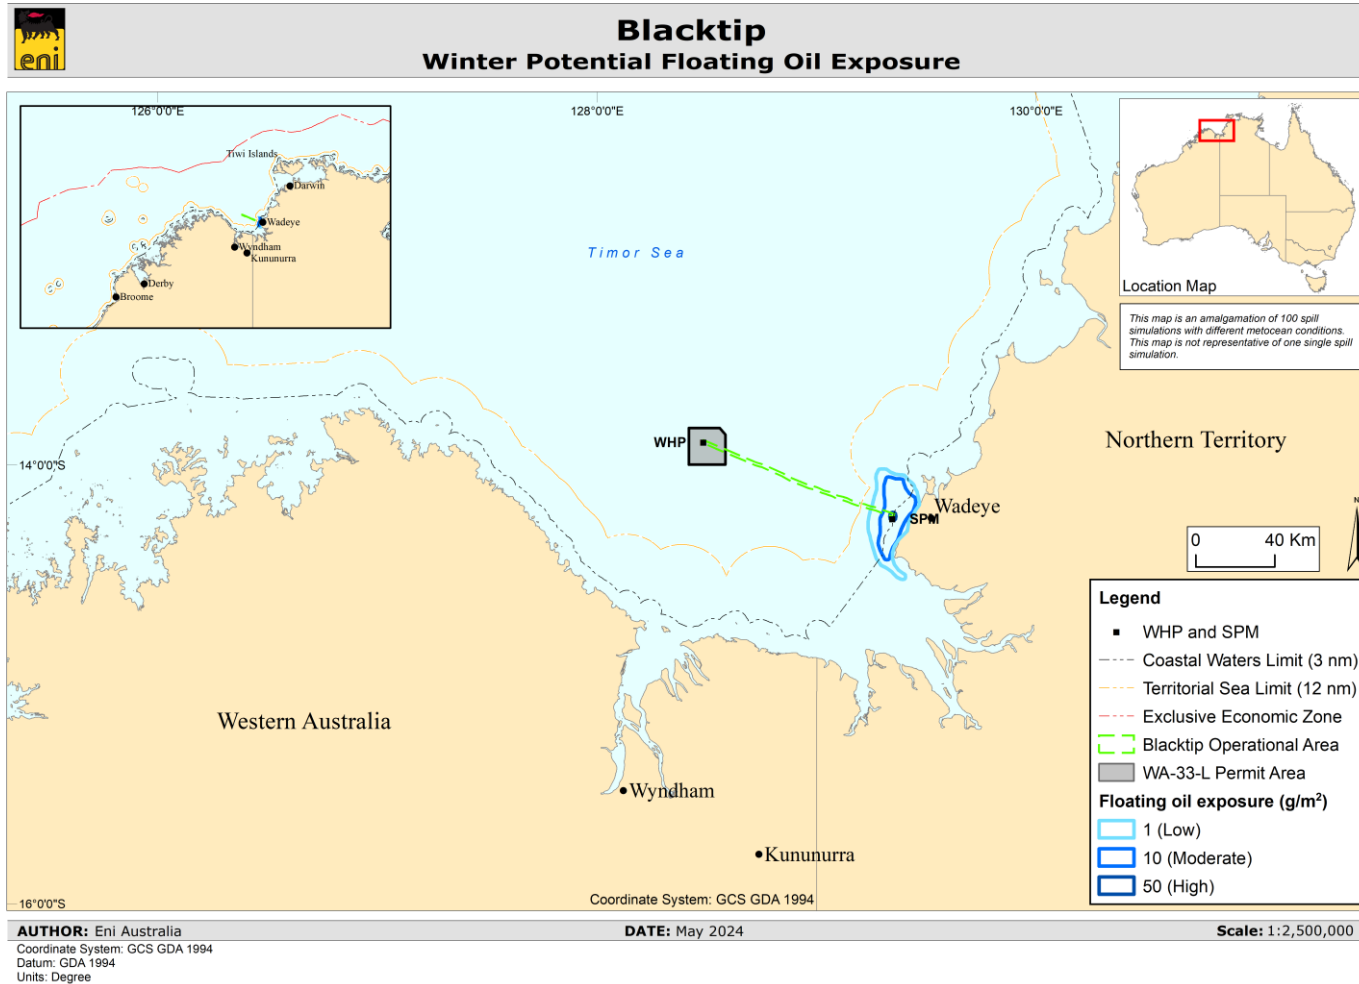 eni
Blacktip
Winter Potential Floating Oil Exposure
126°0'0"E
128°0'0"E
130°0'0"E
Tiwi Islands
Darwin
Wadeye
Wyndham
Kununurra
Derby
Broome
Timor Sea
Location Map
This map is an amalgamation of 100 spill
simulations with different metocean conditions.
This map is not representative of one single spill
simulation.
WHP
Northern Territory
14°0'0"S
Wadeye
SPM
N
0 40 Km
Western Australia
Wyndham
Kununurra
Legend
WHP and SPM
Coastal Waters Limit (3 nm)
Territorial Sea Limit (12 nm)
Exclusive Economic Zone
Blacktip Operational Area
WA-33-L Permit Area
Floating oil exposure (g/m²)
1 (Low)
10 (Moderate)
50 (High)
16°0'0"S
Coordinate System: GCS GDA 1994
AUTHOR: Eni Australia
DATE: May 2024
Scale: 1:2,500,000
Coordinate System: GCS GDA 1994
Datum: GDA 1994
Units: Degree